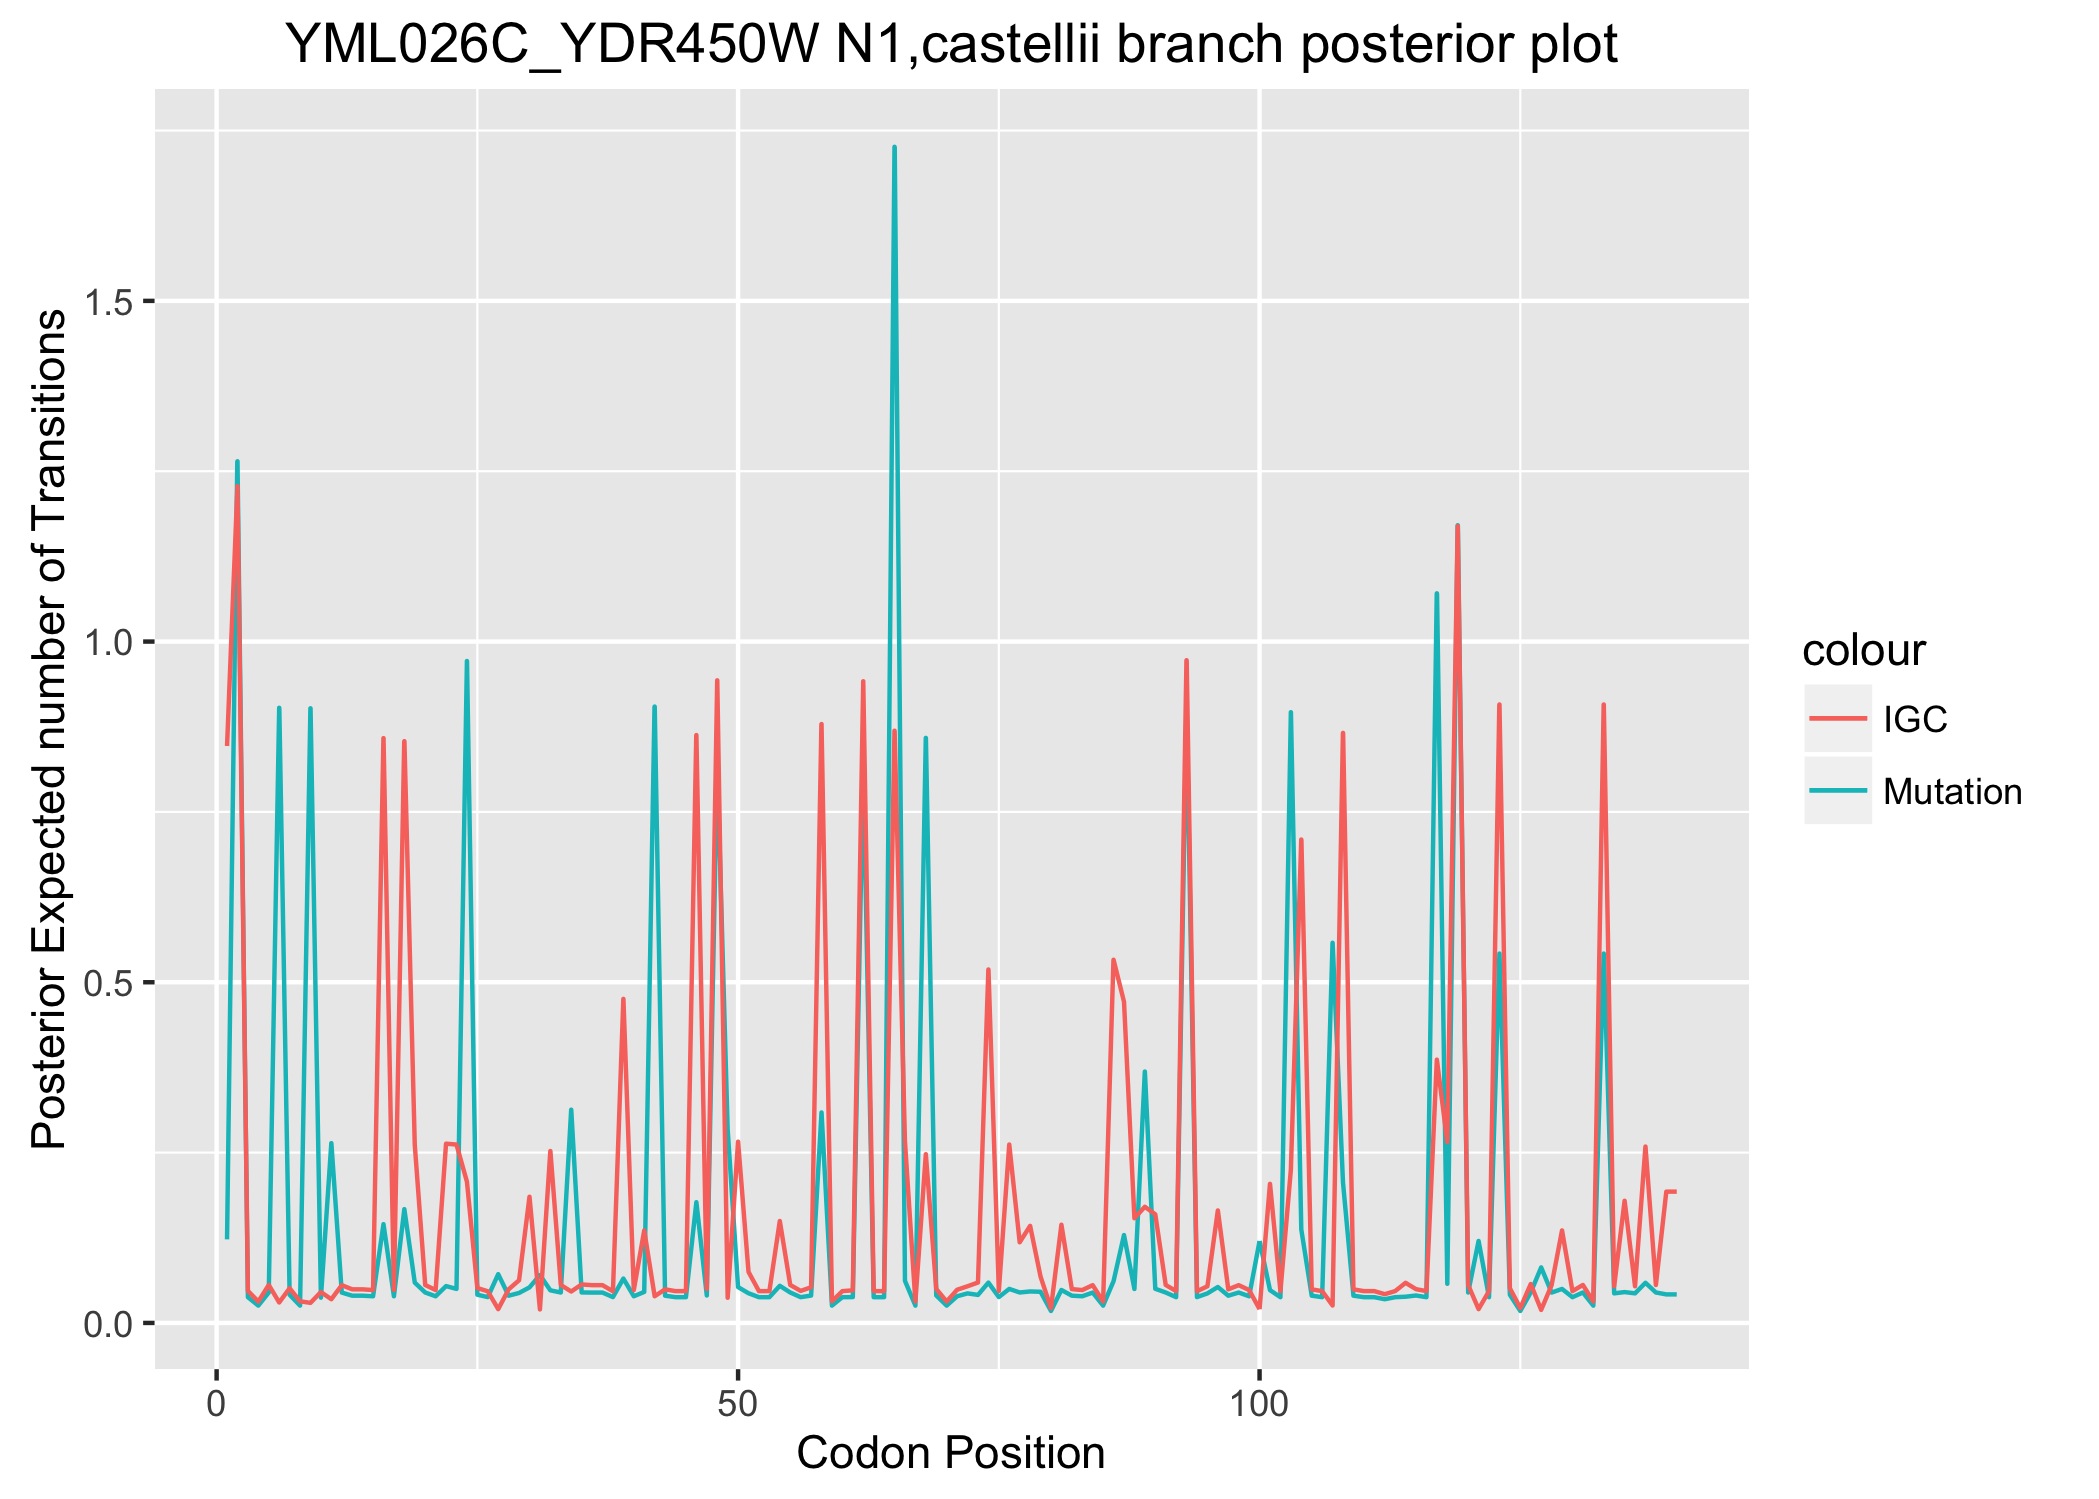 YML026C_YDR450W N1,castellii branch posterior plot
Posterior Expected number of Transitions
1.5
1.0
0.5
0.0
0
50
100
Codon Position
colour
IGC
Mutation